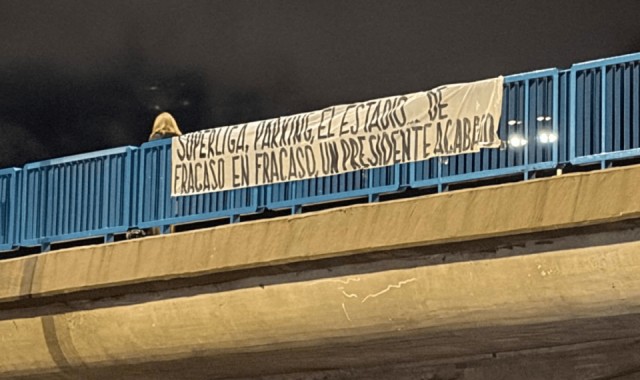 SUPERLIGA, PARKING, EL ESTADIO... DE
FRACASO EN FRACASO, UN PRESIDENTE ACABADO